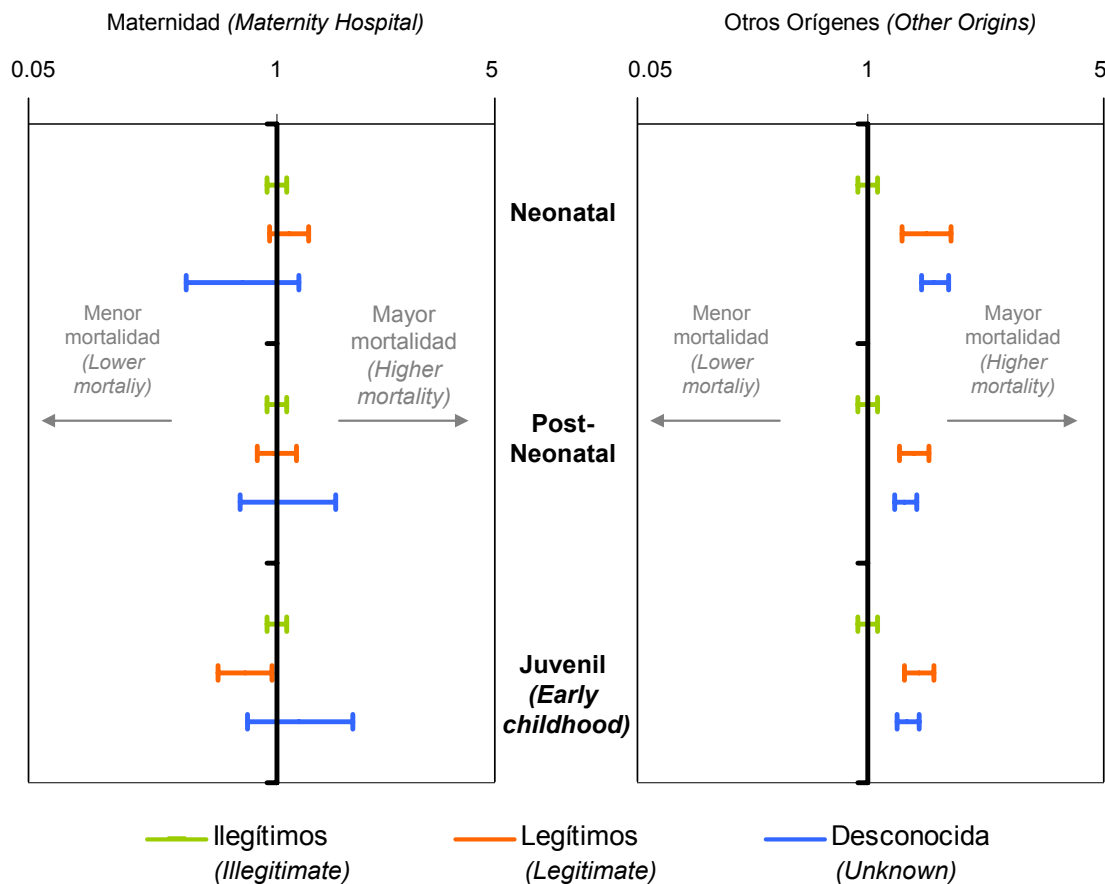 Maternidad (Maternity Hospital)
Otros Orígenes (Other Origins)
0.05 1 5
0.05 1 5
Neonatal
Menor
mortalidad
(Lower
mortaliy)
Mayor
mortalidad
(Higher
mortality)
Menor
mortalidad
(Lower
mortaliy)
Mayor
mortalidad
(Higher
mortality)
Post-
Neonatal
Juvenil
(Early
childhood)
Ilegítimos
(Illegitimate)
Legítimos
(Legitimate)
Desconocida
(Unknown)